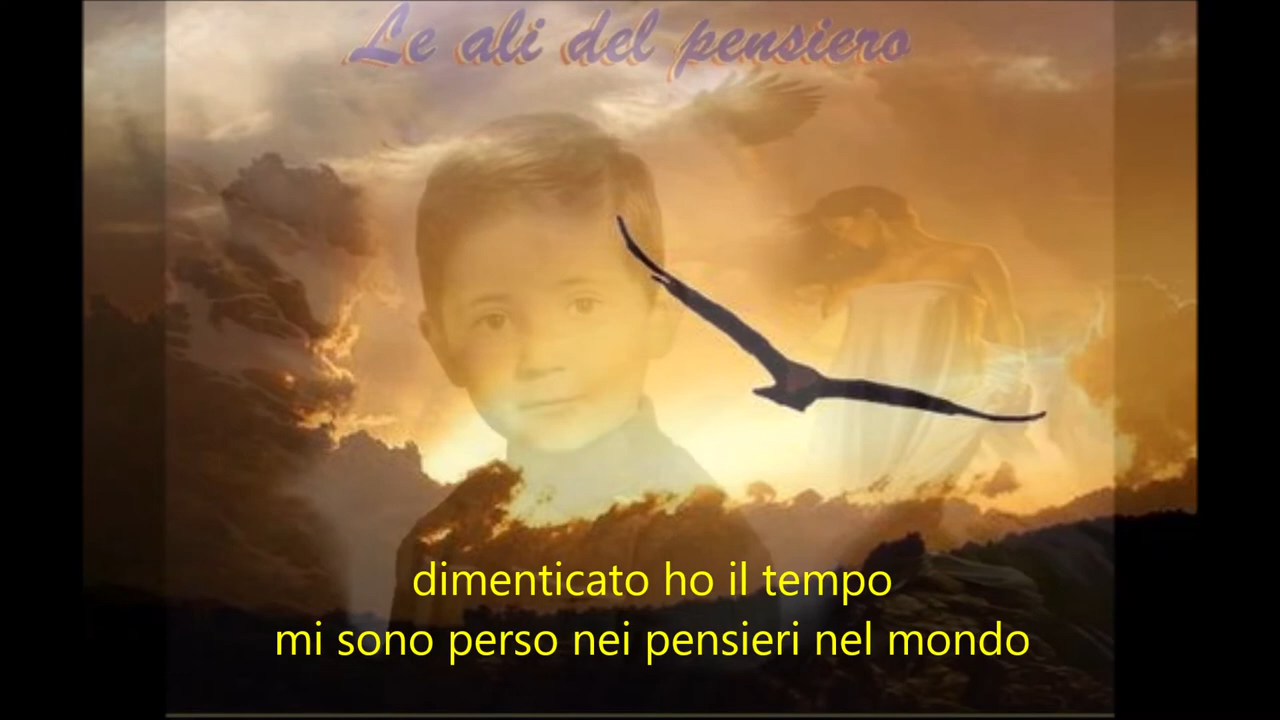 Le ali del pensiero
dimenticato ho il tempo
mi sono perso nei pensieri nel mondo